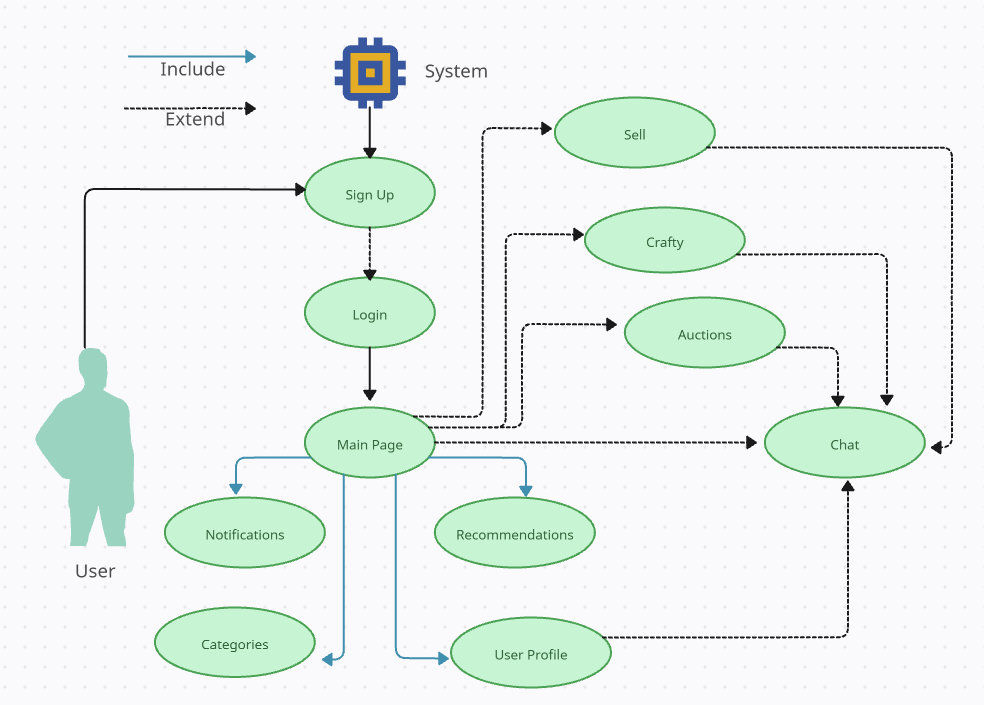 Include
System
Extend
Sell
Sign Up
Crafty
Login
Auctions
Main Page
Chat
Notifications
Recommendations
User
Categories
User Profile